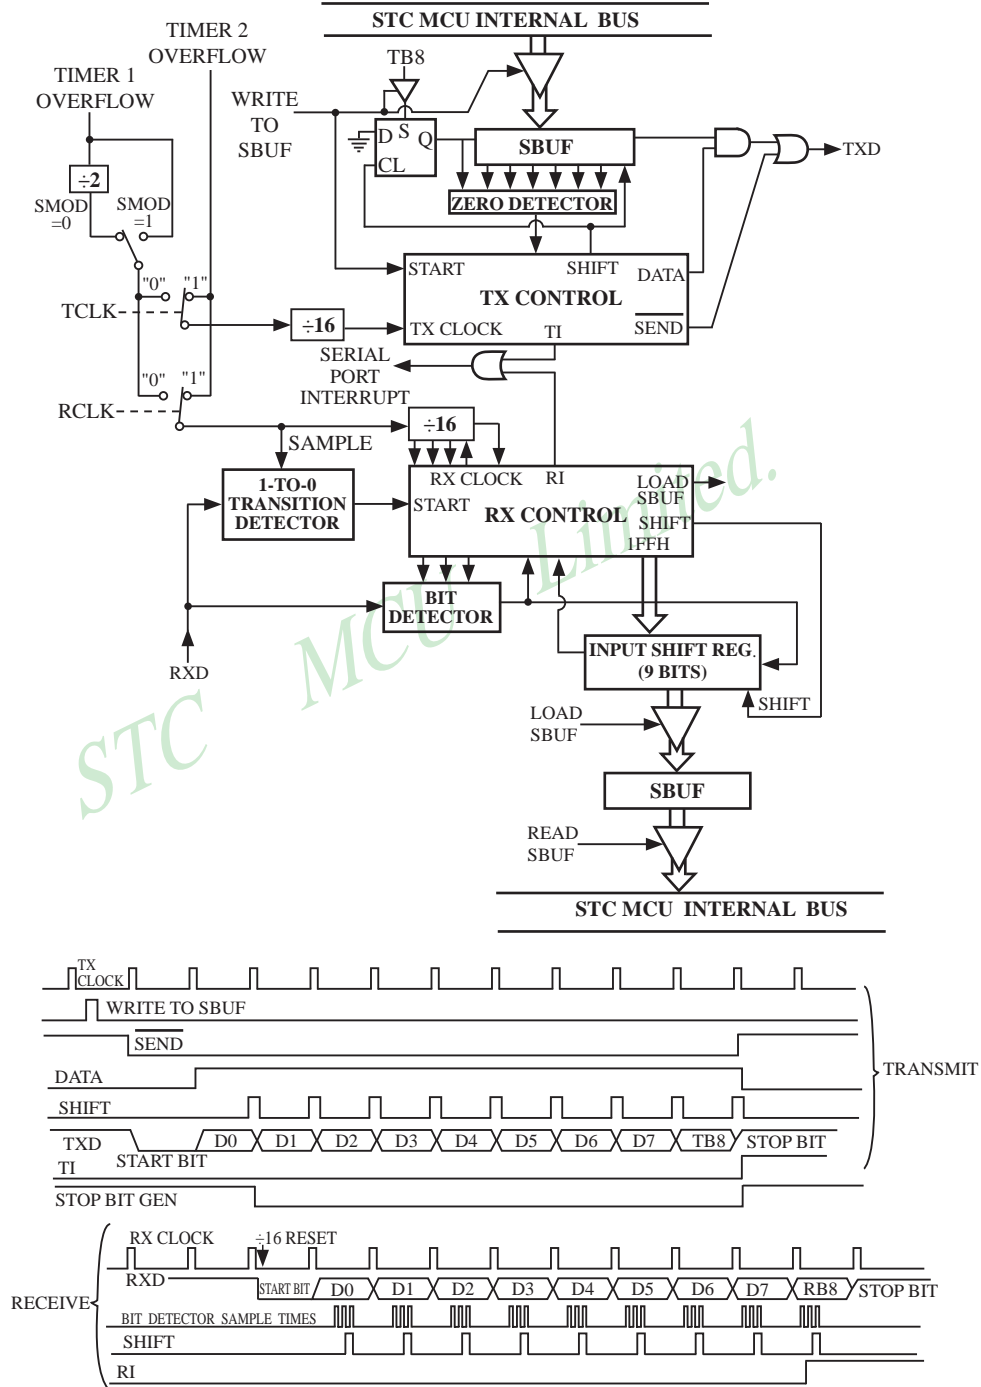 STC MCU INTERNAL BUS
TIMER 2
OVERFLOW
TB8
TIMER 1
OVERFLOW
WRITE
TO
SBUF
D S Q
CL
SBUF
TXD
÷2
ZERO DETECTOR
SMOD
=0
SMOD
=1
START
SHIFT
DATA
TX CONTROL
"0"
"1"
TCLK
÷16
TX CLOCK
TI
SEND
SERIAL
PORT
INTERRUPT
"0"
"1"
RCLK
÷16
SAMPLE
RX CLOCK
RI
LOAD
SBUF
1-TO-0
TRANSITION
DETECTOR
START
RX CONTROL
SHIFT
1FFH
BIT
DETECTOR
RXD
INPUT SHIFT REG.
(9 BITS)
SHIFT
LOAD
SBUF
SBUF
READ
SBUF
STC MCU INTERNAL BUS
STC MCU Limited.
TX
CLOCK
WRITE TO SBUF
SEND
DATA
TRANSMIT
SHIFT
TXD
START BIT
D0 D1 D2 D3 D4 D5 D6 D7 TB8 STOP BIT
TI
STOP BIT GEN
RX CLOCK
÷16 RESET
RXD
START BIT D0 D1 D2 D3 D4 D5 D6 D7 RB8 STOP BIT
RECEIVE
BIT DETECTOR SAMPLE TIMES
SHIFT
RI